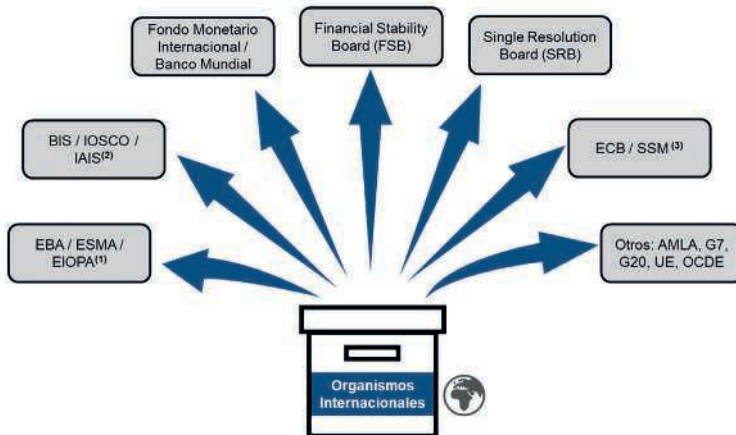 Fondo Monetario
Internacional /
Banco Mundial
Financial Stability
Board (FSB)
Single Resolution
Board (SRB)
BIS / IOSCO /
IAIS(2)
ECB / SSM (3)
EBA / ESMA /
EIOPA(1)
Otros: AMLA, G7,
G20, UE, OCDE
Organismos
Internacionales